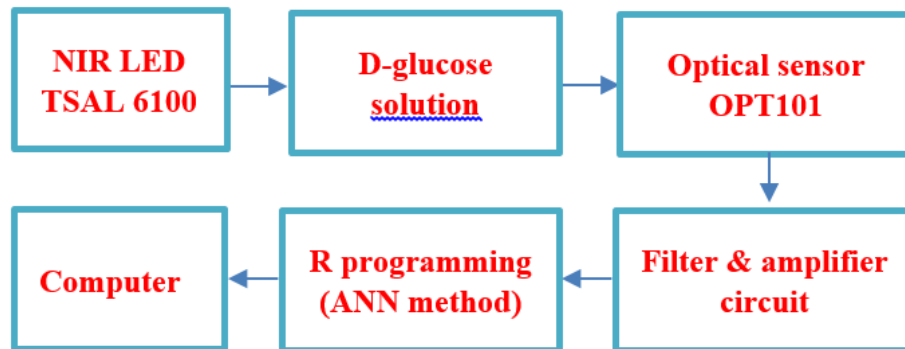 NIR LED
TSAL 6100
D-glucose
solution
Optical sensor
OPT101
Computer
R programming
(ANN method)
Filter & amplifier
circuit